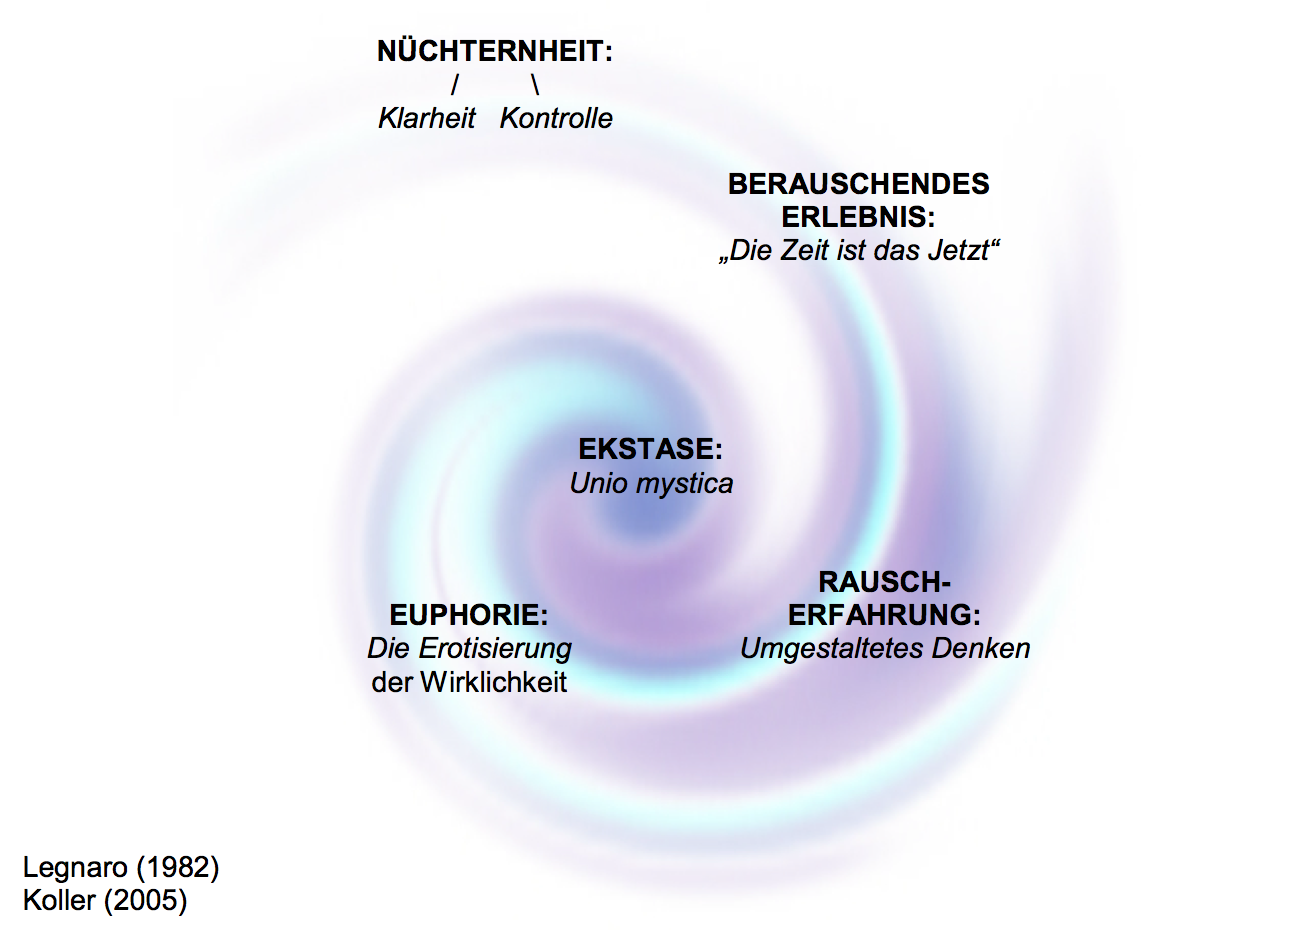 NÜCHTERNHEIT:
/ \
Klarheit Kontrolle
BERAUSCHENDES
ERLEBNIS:
„Die Zeit ist das Jetzt“
EKSTASE:
Unio mystica
RAUSCH-
ERFAHRUNG:
Umgestaltetes Denken
EUPHORIE:
Die Erotisierung
der Wirklichkeit
Legnaro (1982)
Koller (2005)